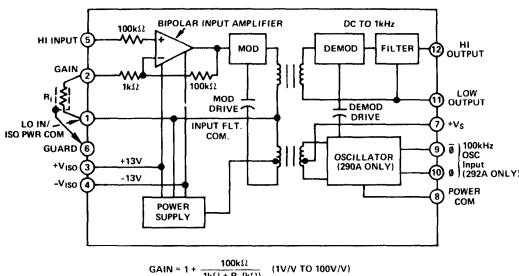 BIPOLAR INPUT AMPLIFIER
DC TO 1kHz
HI INPUT 5
100kΩ
+
−
MOD
DEMOD
FILTER
12 HI OUTPUT
GAIN 2
1kΩ
100kΩ
MOD DRIVE
DEMOD DRIVE
11 LOW OUTPUT
Ri
1
LO IN/ ISO PWR COM
INPUT FLT. COM.
7 +VS
GUARD 6
OSCILLATOR (290A ONLY)
9 Ø̅
10 Ø
100kHz OSC Input (292A ONLY)
+VISO 3 +13V
−VISO 4 −13V
POWER SUPPLY
8 POWER COM
GAIN = 1 + 100kΩ / 1kΩ + Ri (kΩ) (1V/V TO 100V/V)